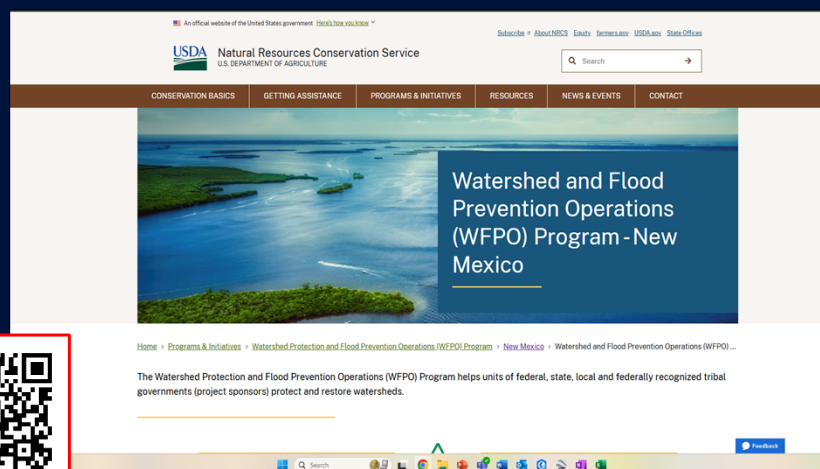 An official website of the United States government Here's how you know
Subscribe About NRCS Equity farmers.gov USDA.gov State Offices
USDA Natural Resources Conservation Service
U.S. DEPARTMENT OF AGRICULTURE
Search
CONSERVATION BASICS GETTING ASSISTANCE PROGRAMS & INITIATIVES RESOURCES NEWS & EVENTS CONTACT
Watershed and Flood
Prevention Operations
(WFPO) Program - New
Mexico
Home › Programs & Initiatives › Watershed Protection and Flood Prevention Operations (WFPO) Program › New Mexico › Watershed and Flood Prevention Operations (WFPO) ...
The Watershed Protection and Flood Prevention Operations (WFPO) Program helps units of federal, state, local and federally recognized tribal
governments (project sponsors) protect and restore watersheds.
Feedback
Search